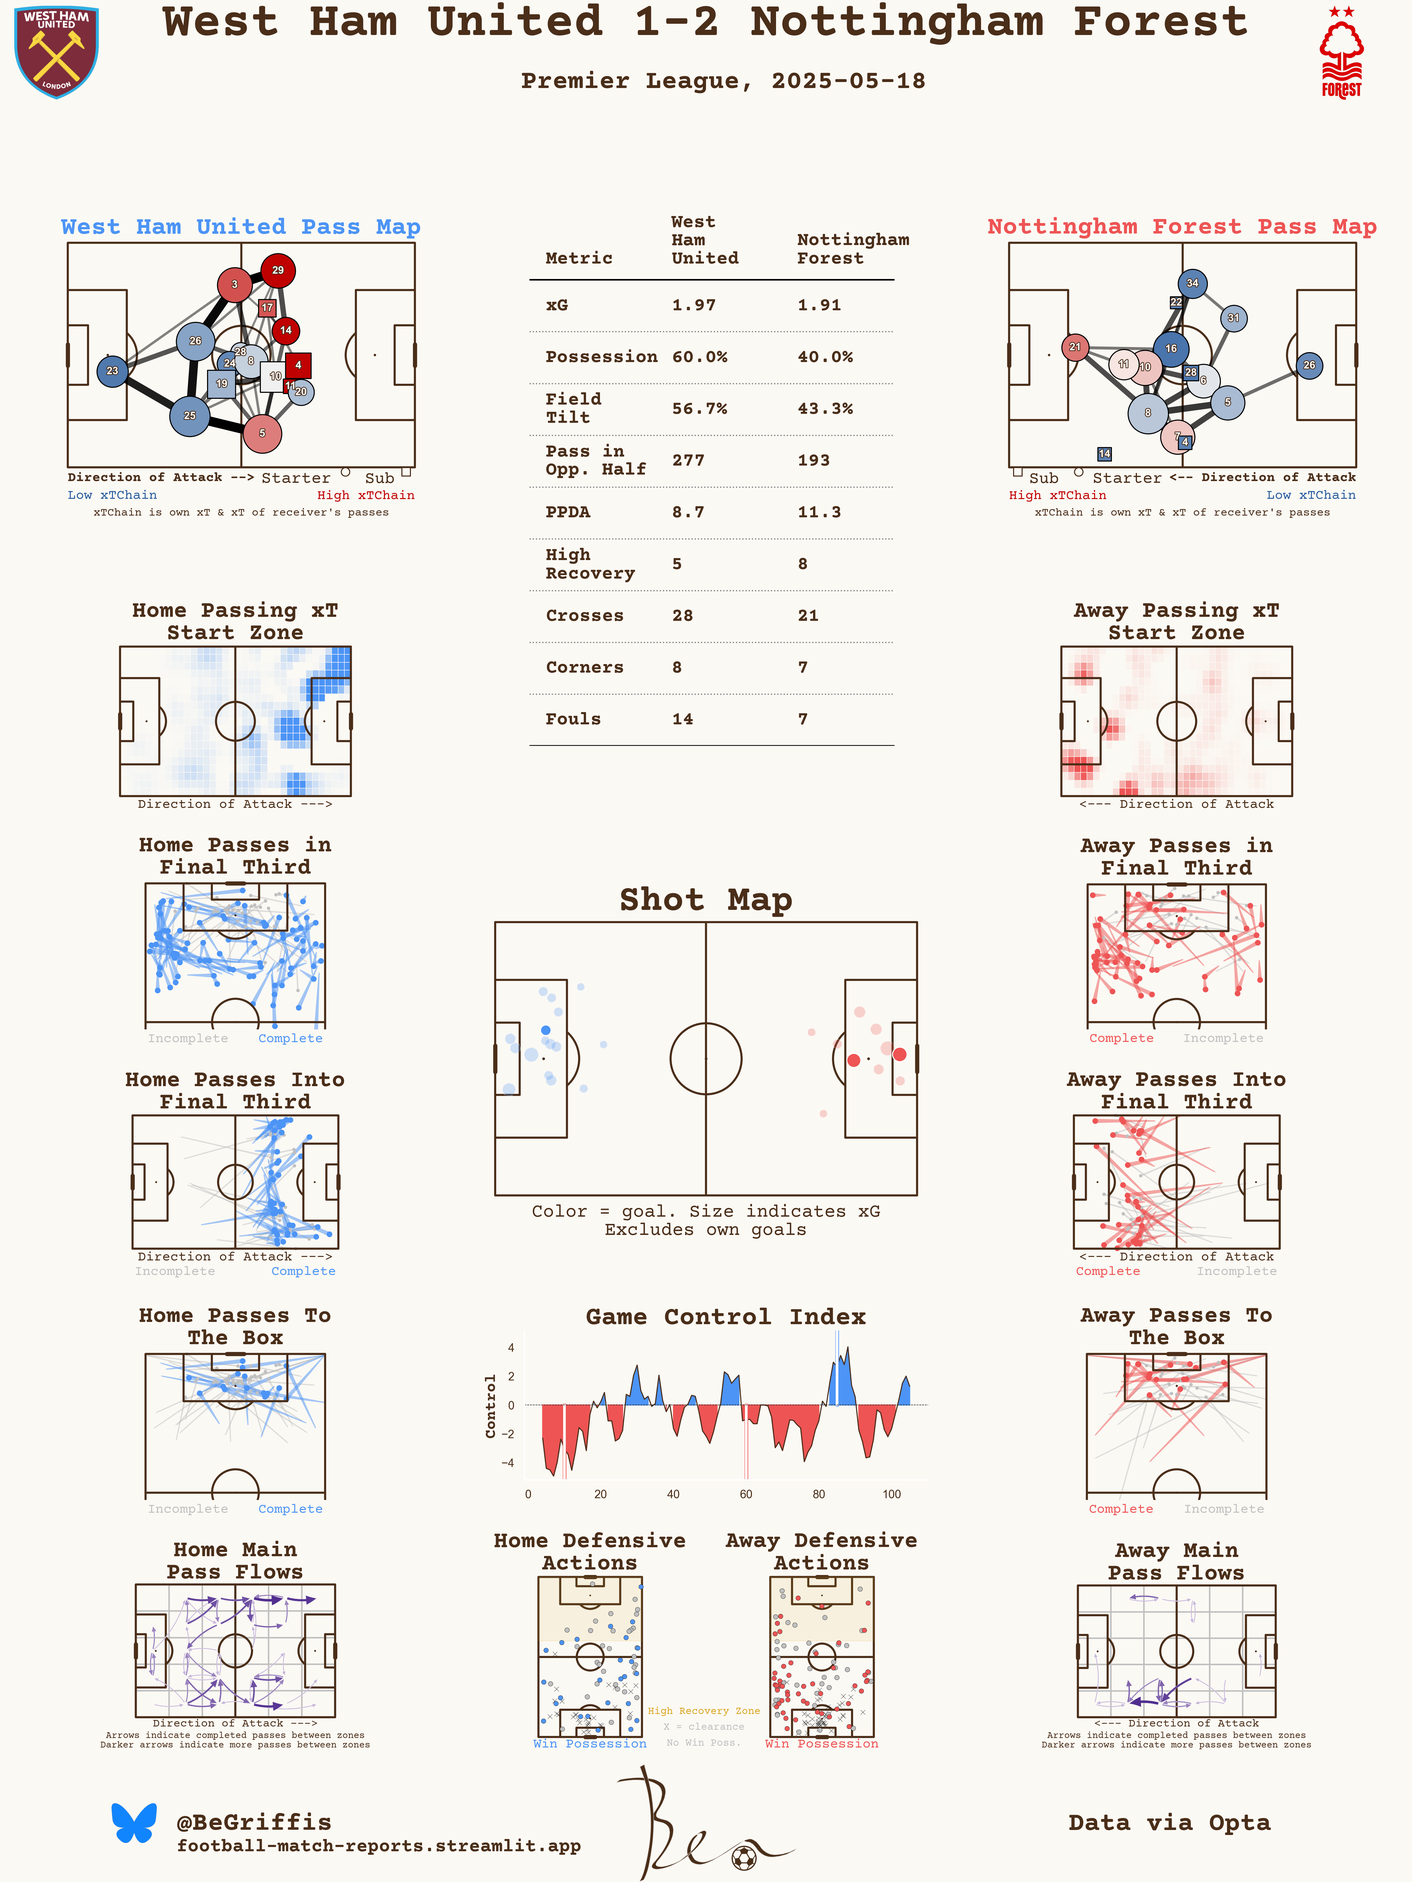 West Ham United 1-2 Nottingham Forest
Premier League, 2025-05-18
WEST HAM
UNITED
LONDON
FOREST
West Ham United Pass Map
29
3
17
14
26
28
8
24
4
23
10
19
11
20
25
5
Direction of Attack --> Starter Sub
Low xTChain High xTChain
xTChain is own xT & xT of receiver's passes
Metric West Ham United Nottingham Forest
xG 1.97 1.91
Possession 60.0% 40.0%
Field Tilt 56.7% 43.3%
Pass in Opp. Half 277 193
PPDA 8.7 11.3
High Recovery 5 8
Crosses 28 21
Corners 8 7
Fouls 14 7
Nottingham Forest Pass Map
34
22
31
21
16
11
10
28
6
26
8
5
7
4
14
Sub Starter <-- Direction of Attack
High xTChain Low xTChain
xTChain is own xT & xT of receiver's passes
Home Passing xT
Start Zone
Direction of Attack --->
Away Passing xT
Start Zone
<--- Direction of Attack
Home Passes in
Final Third
Incomplete Complete
Away Passes in
Final Third
Complete Incomplete
Shot Map
Color = goal. Size indicates xG
Excludes own goals
Home Passes Into
Final Third
Direction of Attack --->
Incomplete Complete
Away Passes Into
Final Third
<--- Direction of Attack
Complete Incomplete
Home Passes To
The Box
Incomplete Complete
Game Control Index
Control
4
2
0
−2
−4
0 20 40 60 80 100
Away Passes To
The Box
Complete Incomplete
Home Main
Pass Flows
Direction of Attack --->
Arrows indicate completed passes between zones
Darker arrows indicate more passes between zones
Home Defensive
Actions
Win Possession
High Recovery Zone
X = clearance
No Win Poss.
Away Defensive
Actions
Win Possession
Away Main
Pass Flows
<--- Direction of Attack
Arrows indicate completed passes between zones
Darker arrows indicate more passes between zones
@BeGriffis
football-match-reports.streamlit.app
Ben
Data via Opta